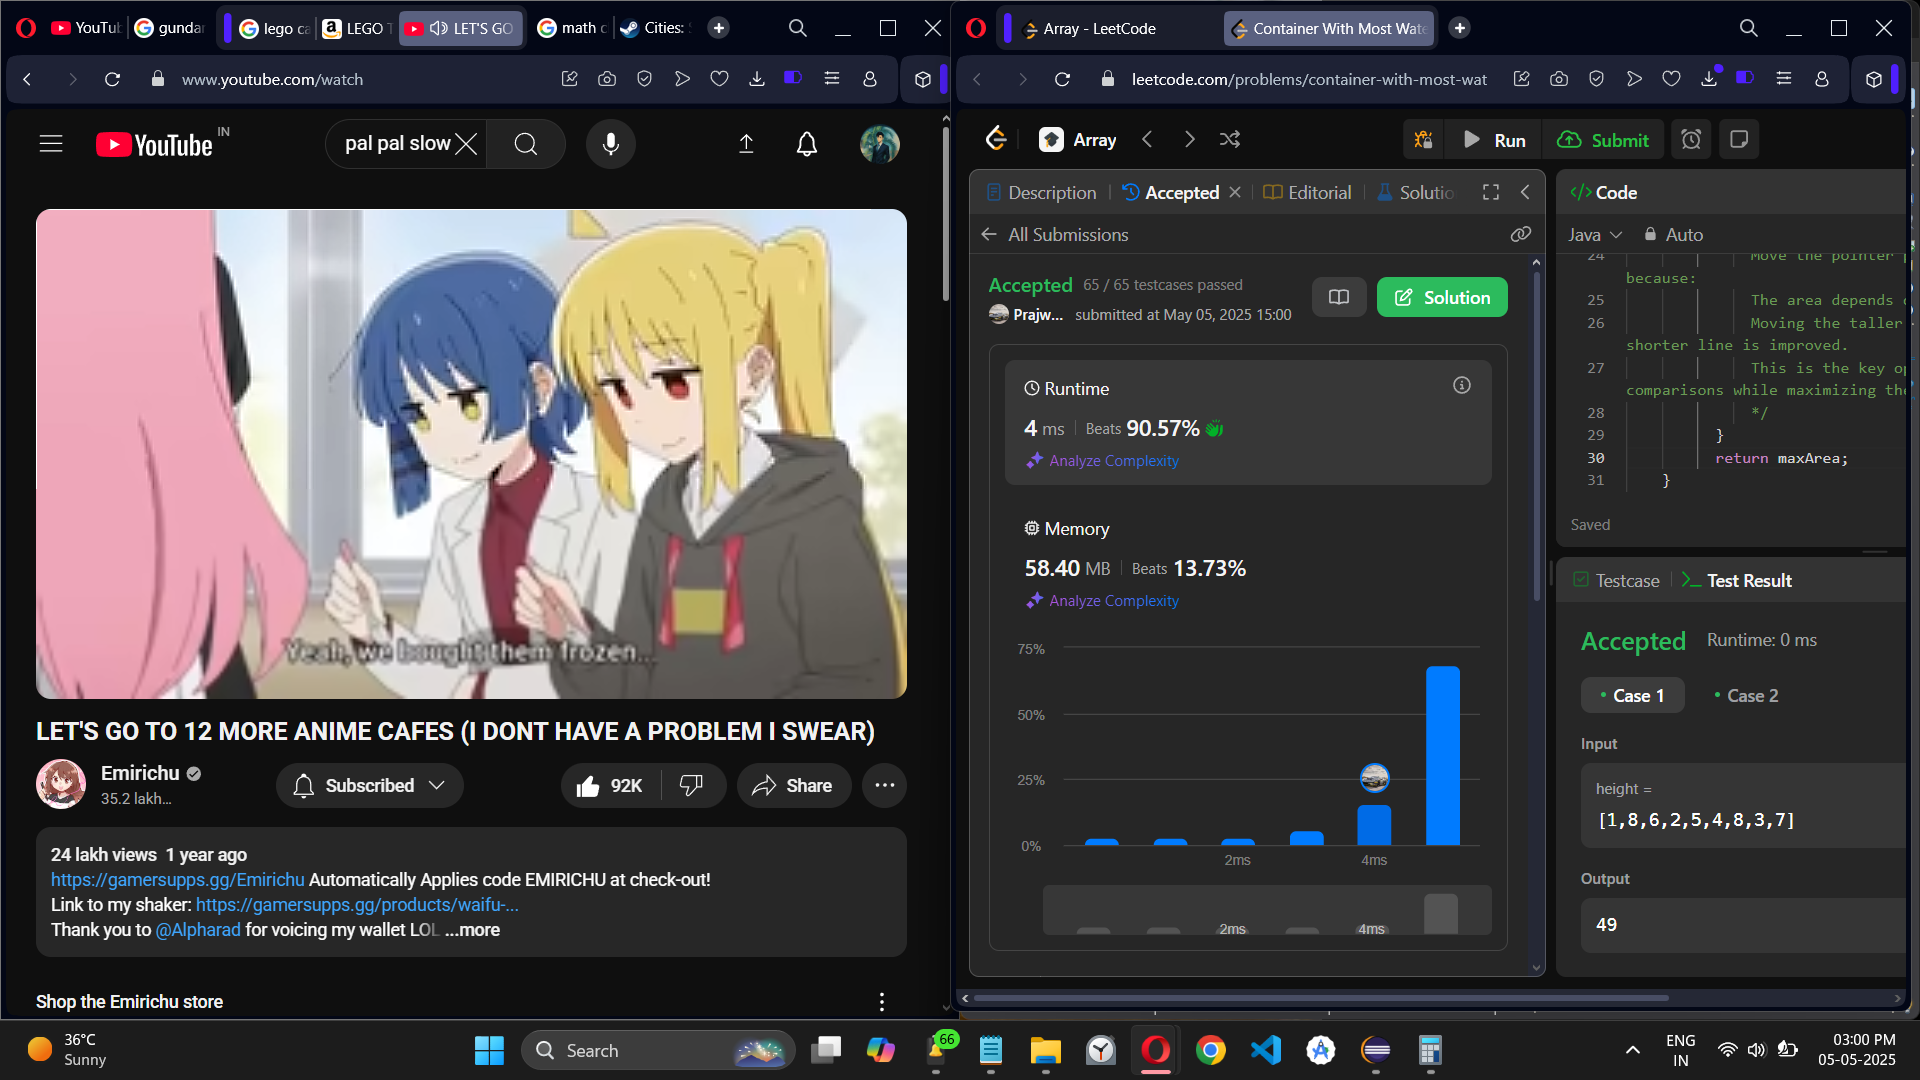 YouTu
gundar
lego ca
LEGO T
LET'S GO
math c
Cities: S
www.youtube.com/watch
YouTube IN
pal pal slow
Yeah, we bought them frozen...
LET'S GO TO 12 MORE ANIME CAFES (I DONT HAVE A PROBLEM I SWEAR)
Emirichu
35.2 lakh...
Subscribed
92K
Share
24 lakh views 1 year ago
https://gamersupps.gg/Emirichu Automatically Applies code EMIRICHU at check-out!
Link to my shaker: https://gamersupps.gg/products/waifu-...
Thank you to @Alpharad for voicing my wallet LOL ...more
Shop the Emirichu store
Array - LeetCode
Container With Most Wate
leetcode.com/problems/container-with-most-wat
Array
Run
Submit
Description
Accepted
Editorial
Solutio
All Submissions
Accepted 65 / 65 testcases passed
Prajw... submitted at May 05, 2025 15:00
Solution
Runtime
4 ms Beats 90.57%
Analyze Complexity
Memory
58.40 MB Beats 13.73%
Analyze Complexity
75%
50%
25%
0%
2ms
4ms
2ms
4ms
Code
Java
Auto
24 Move the pointer
because:
25 The area depends
26 Moving the taller
shorter line is improved.
27 This is the key op
comparisons while maximizing the
28 */
29 }
30 return maxArea;
31 }
Saved
Testcase
Test Result
Accepted Runtime: 0 ms
Case 1
Case 2
Input
height =
[1,8,6,2,5,4,8,3,7]
Output
49
36°C
Sunny
Search
66
ENG
IN
03:00 PM
05-05-2025